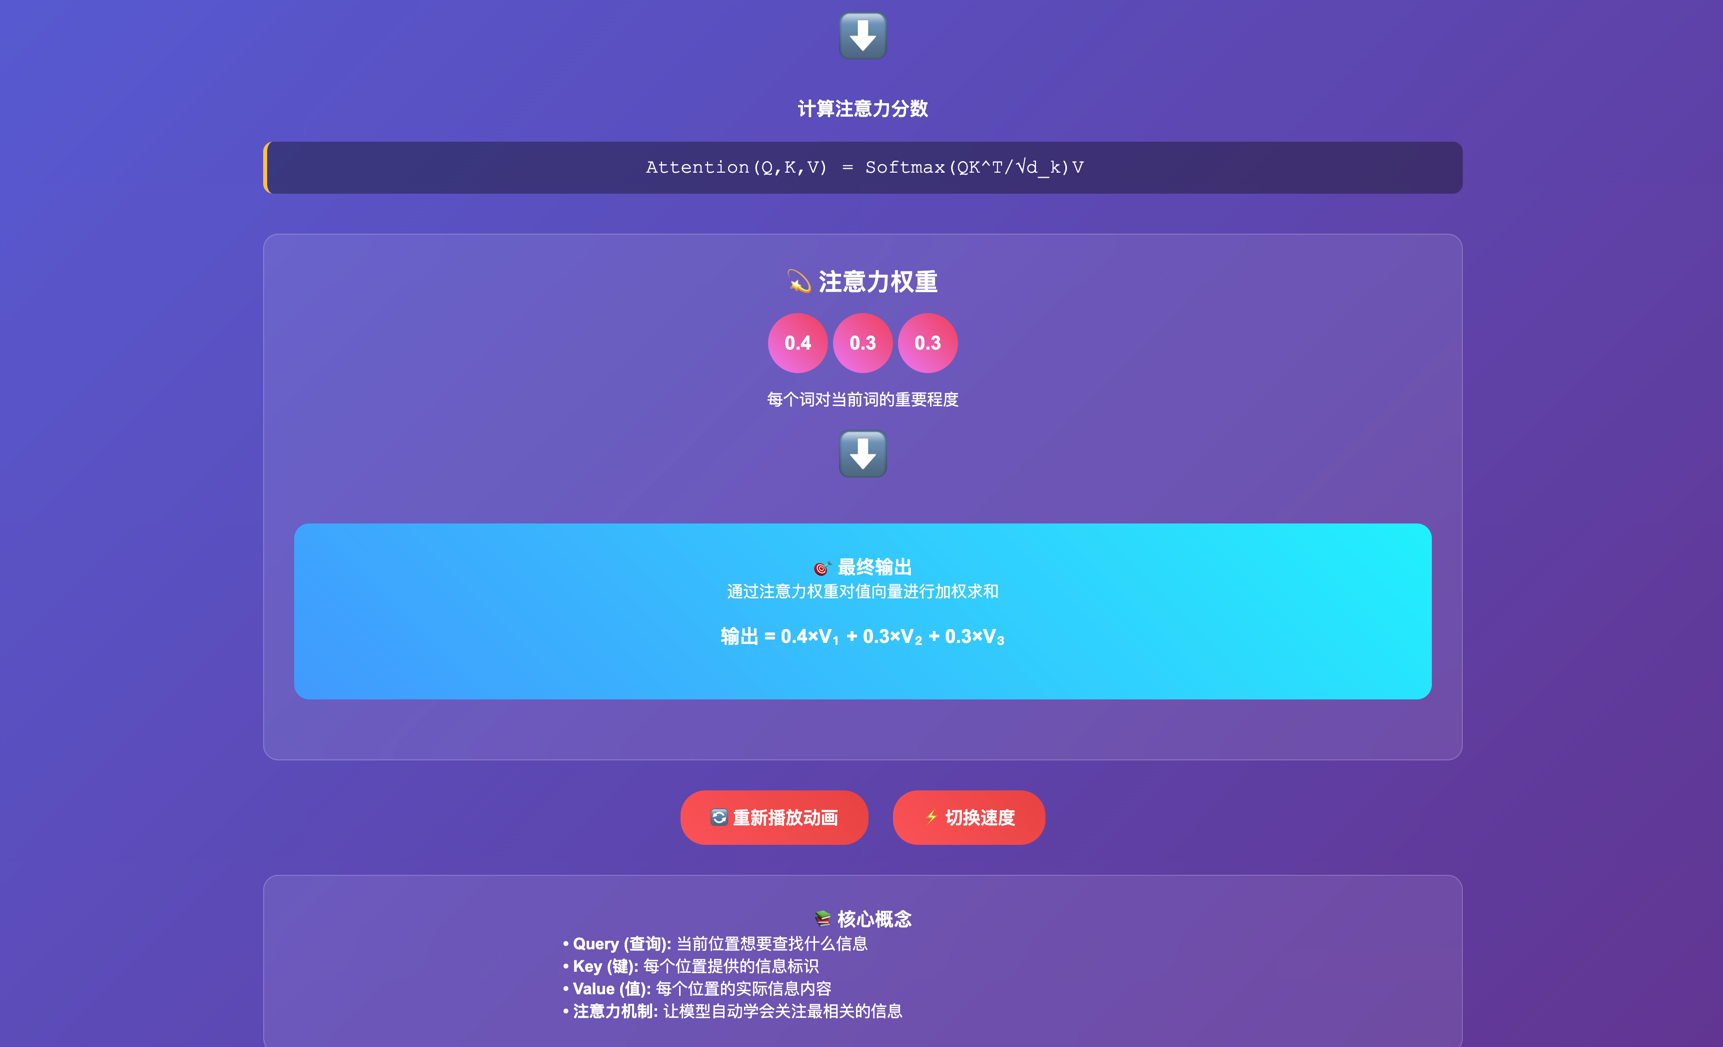 计算注意力分数
Attention(Q,K,V) = Softmax(QK^T/√d_k)V
💫 注意力权重
0.4 0.3 0.3
每个词对当前词的重要程度
🎯 最终输出
通过注意力权重对值向量进行加权求和
输出 = 0.4×V₁ + 0.3×V₂ + 0.3×V₃
🔄 重新播放动画 ⚡ 切换速度
📚 核心概念
• Query (查询): 当前位置想要查找什么信息
• Key (键): 每个位置提供的信息标识
• Value (值): 每个位置的实际信息内容
• 注意力机制: 让模型自动学会关注最相关的信息